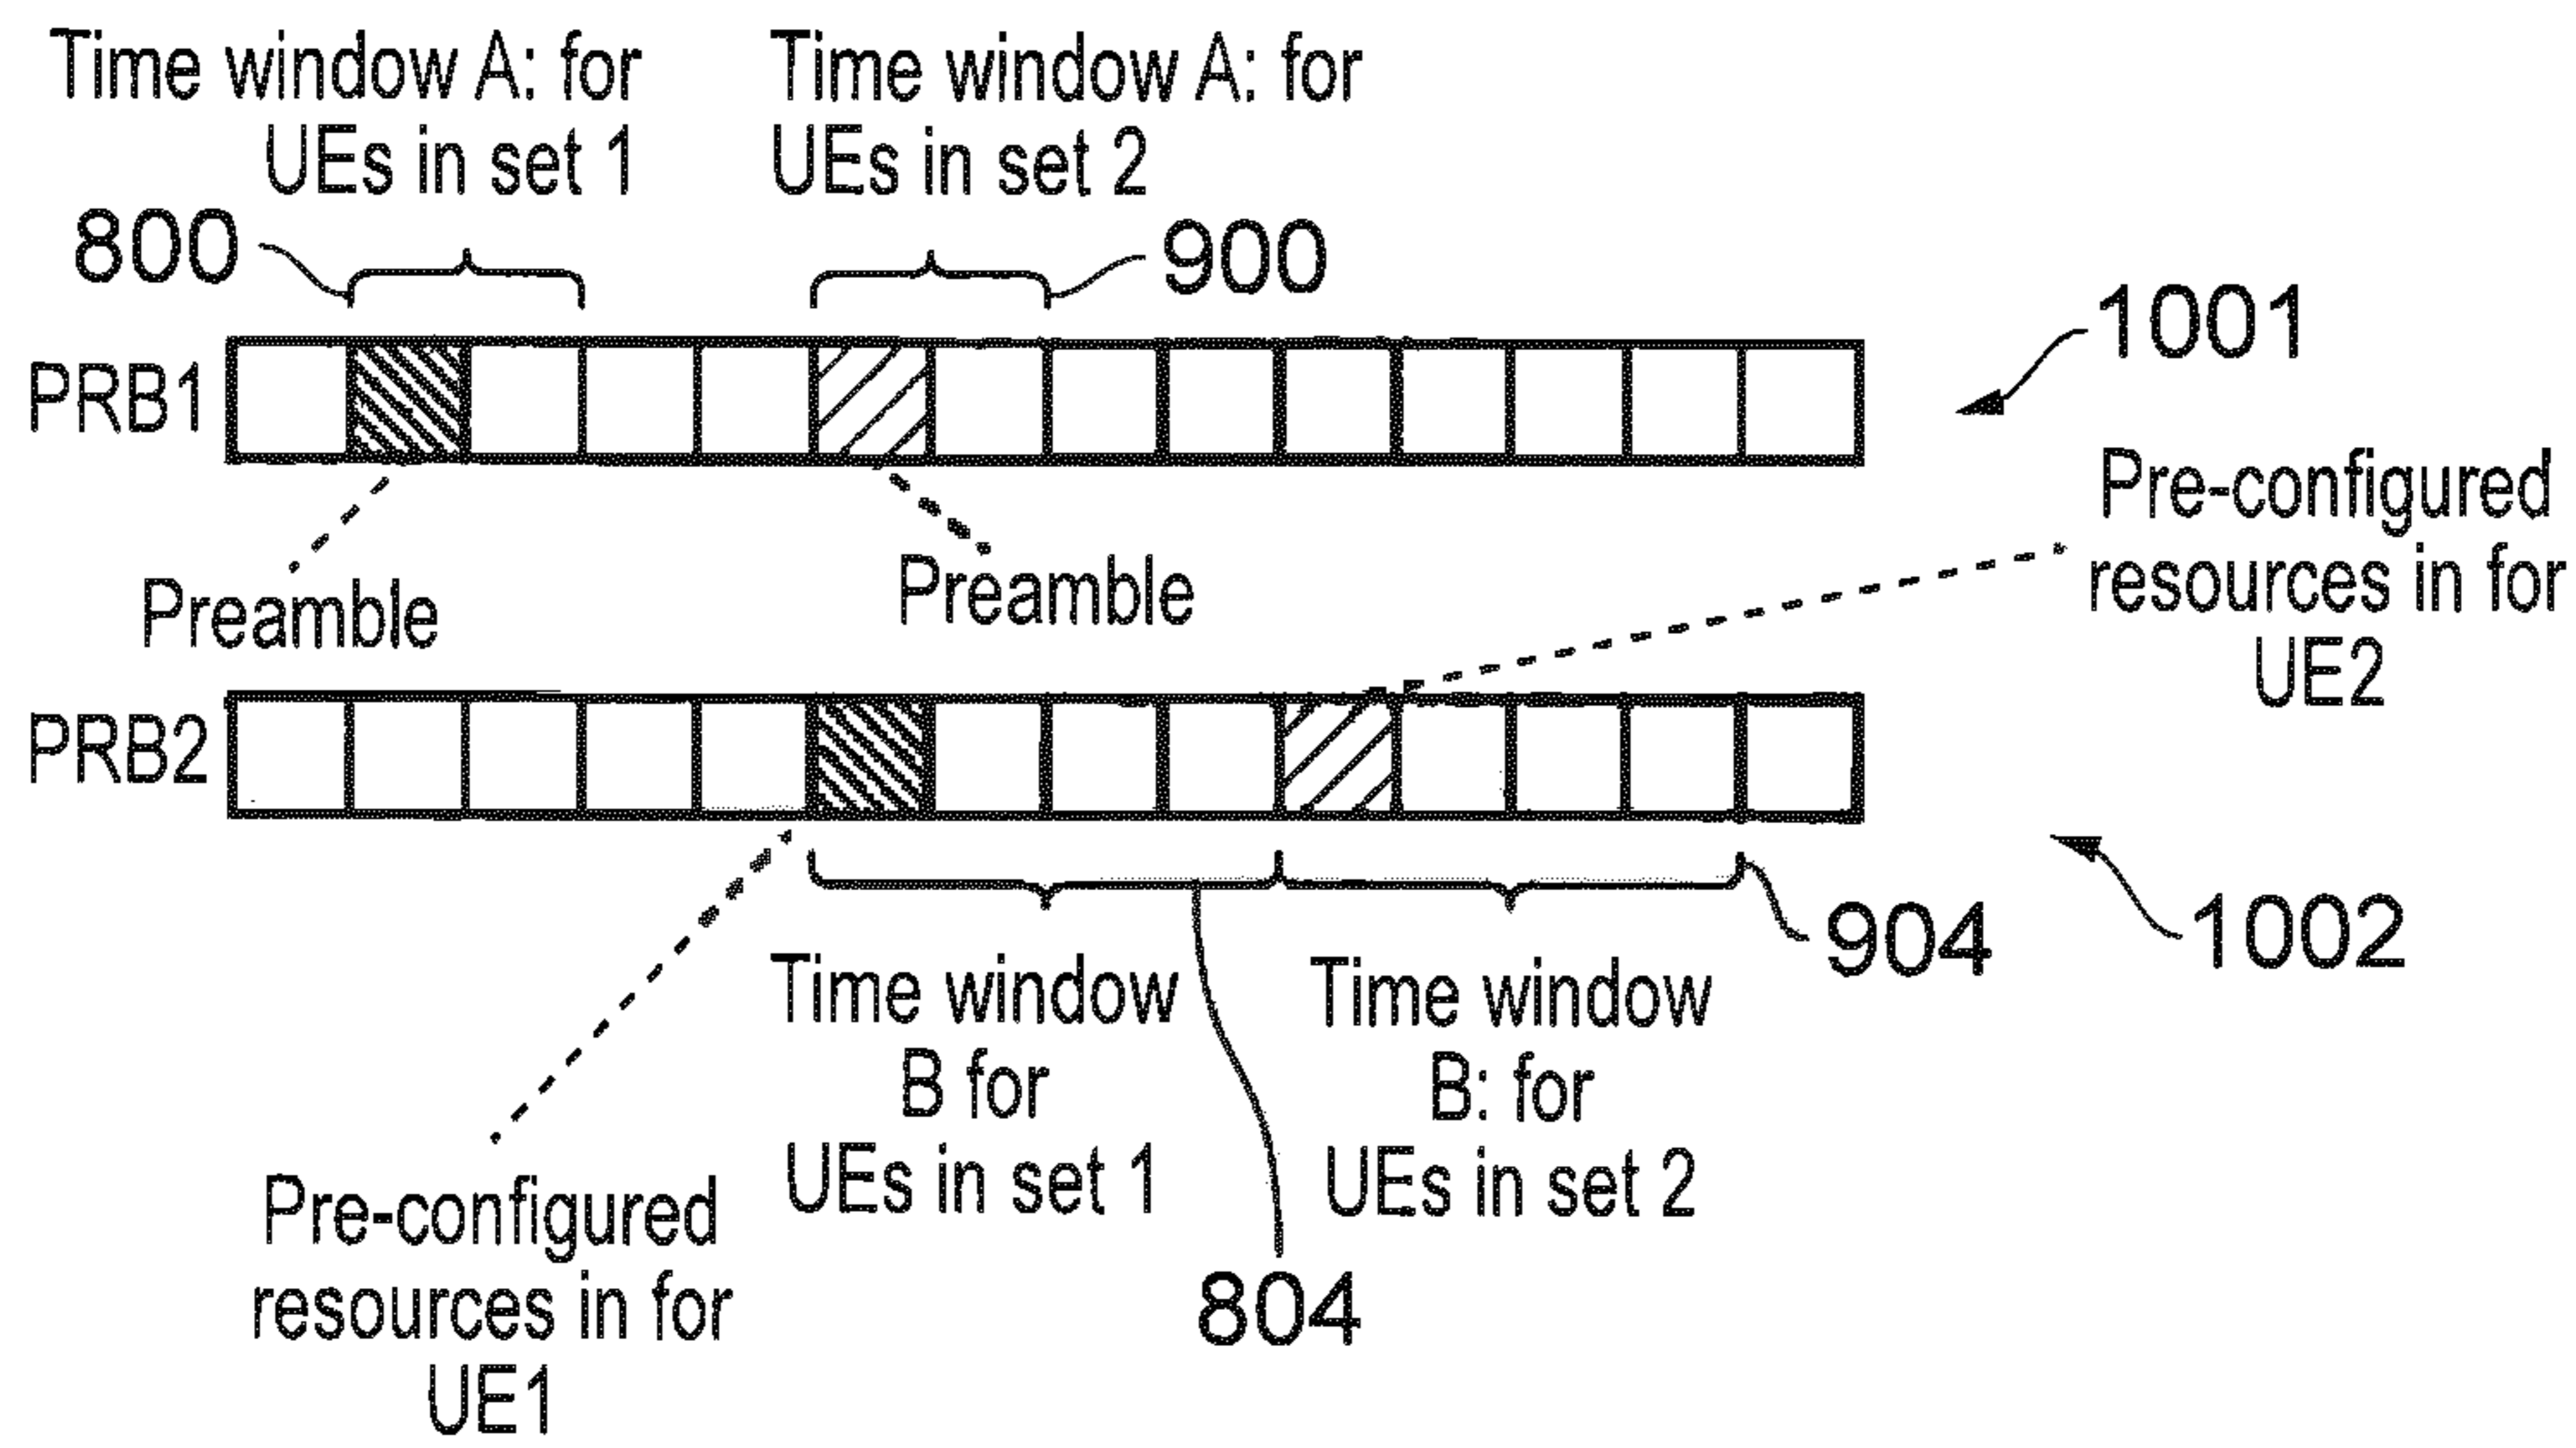 Time window A: for
UEs in set 1
Time window A: for
UEs in set 2
800
900
1001
PRB1
Pre-configured
resources in for
UE2
Preamble
Preamble
PRB2
904
1002
Time window
B for
UEs in set 1
Time window
B: for
UEs in set 2
Pre-configured
resources in for
UE1
804